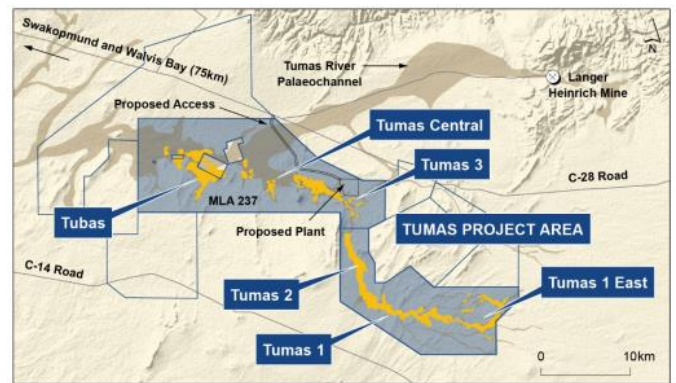 Swakopmund and Walvis Bay (75km)
N
Tumas River
Palaeochannel
Langer
Heinrich Mine
Proposed Access
Tumas Central
Tumas 3
C-28 Road
MLA 237
Tubas
Proposed Plant
TUMAS PROJECT AREA
C-14 Road
Tumas 2
Tumas 1 East
Tumas 1
0 10km